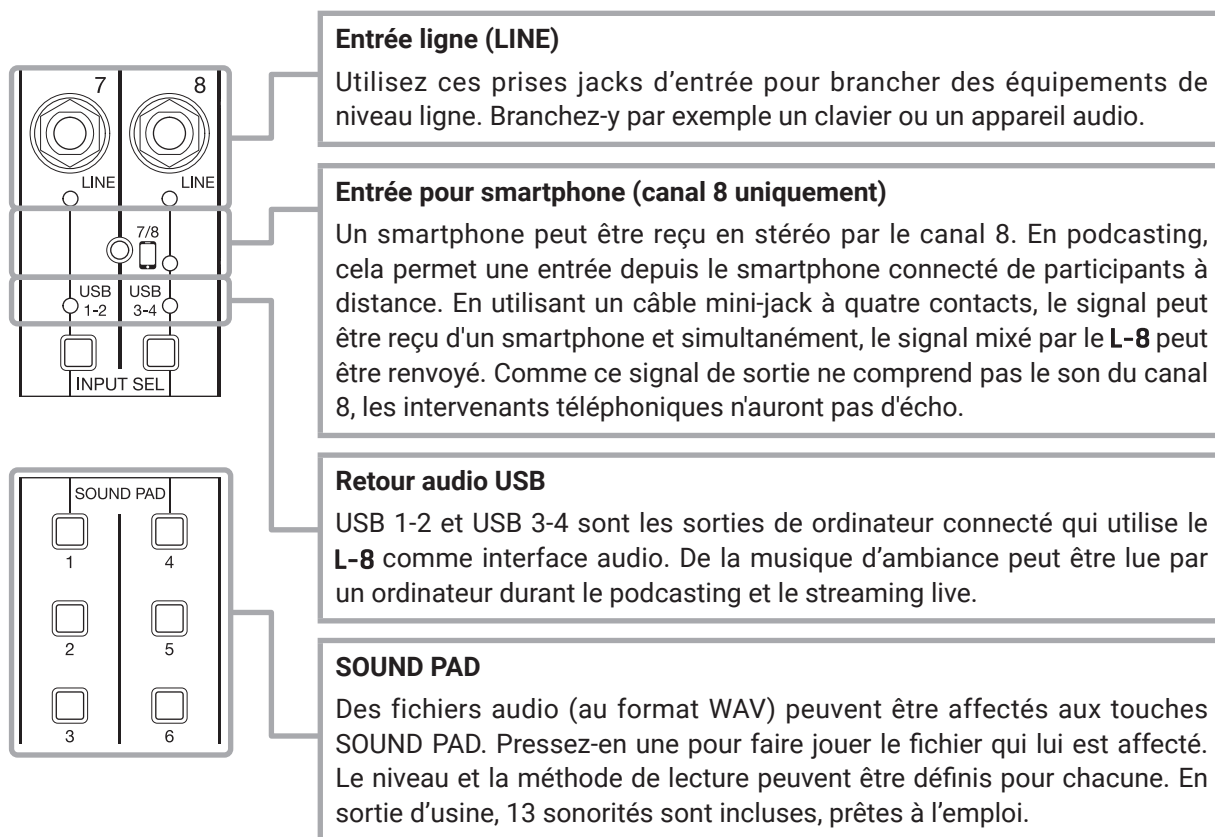 7 8
LINE LINE
7/8
USB USB
1-2 3-4
INPUT SEL
Entrée ligne (LINE)
Utilisez ces prises jacks d’entrée pour brancher des équipements de
niveau ligne. Branchez-y par exemple un clavier ou un appareil audio.
Entrée pour smartphone (canal 8 uniquement)
Un smartphone peut être reçu en stéréo par le canal 8. En podcasting,
cela permet une entrée depuis le smartphone connecté de participants à
distance. En utilisant un câble mini-jack à quatre contacts, le signal peut
être reçu d'un smartphone et simultanément, le signal mixé par le L-8 peut
être renvoyé. Comme ce signal de sortie ne comprend pas le son du canal
8, les intervenants téléphoniques n'auront pas d'écho.
Retour audio USB
USB 1-2 et USB 3-4 sont les sorties de ordinateur connecté qui utilise le
L-8 comme interface audio. De la musique d’ambiance peut être lue par
un ordinateur durant le podcasting et le streaming live.
SOUND PAD
1 4
2 5
3 6
SOUND PAD
Des fichiers audio (au format WAV) peuvent être affectés aux touches
SOUND PAD. Pressez-en une pour faire jouer le fichier qui lui est affecté.
Le niveau et la méthode de lecture peuvent être définis pour chacune. En
sortie d’usine, 13 sonorités sont incluses, prêtes à l’emploi.